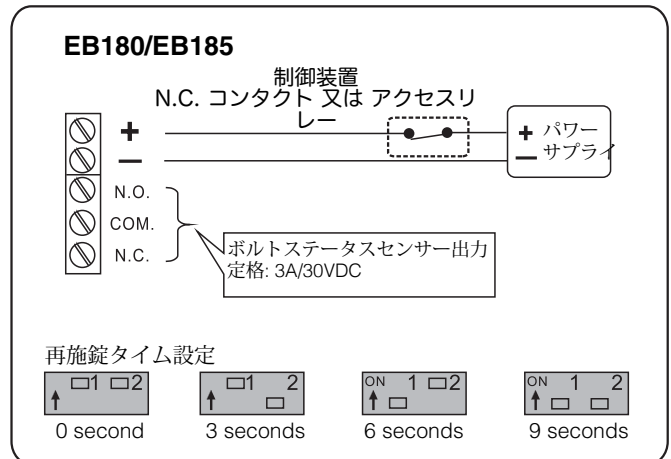 EB180/EB185
制御装置
N.C. コンタクト 又は アクセスリ
レー
+
+ パワー
− サプライ
−
N.O.
COM.
N.C.
ボルトステータスセンサー出力
定格: 3A/30VDC
再施錠タイム設定
1 2
1 2
ON 1 2
ON 1 2
0 second 3 seconds 6 seconds 9 seconds